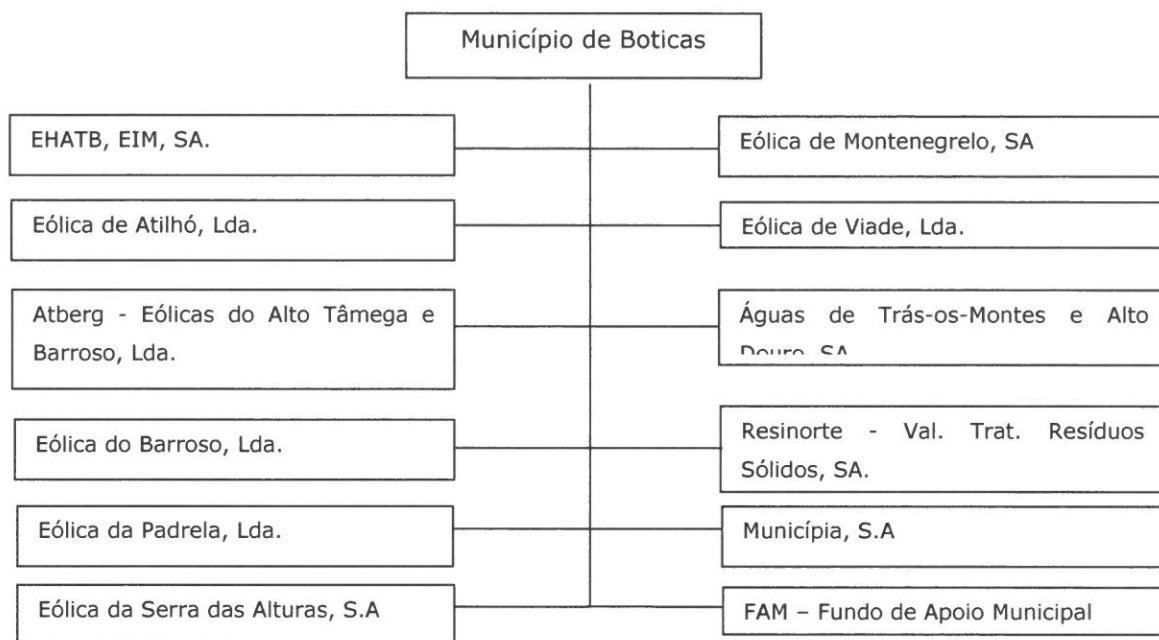 Município de Boticas
EHATB, EIM, SA.
Eólica de Montenegrelo, SA
Eólica de Atilhó, Lda.
Eólica de Viade, Lda.
Atberg - Eólicas do Alto Tâmega e
Barroso, Lda.
Águas de Trás-os-Montes e Alto
Douro, SA
Eólica do Barroso, Lda.
Resinorte - Val. Trat. Resíduos
Sólidos, SA.
Eólica da Padrela, Lda.
Município, S.A
Eólica da Serra das Alturas, S.A
FAM – Fundo de Apoio Municipal